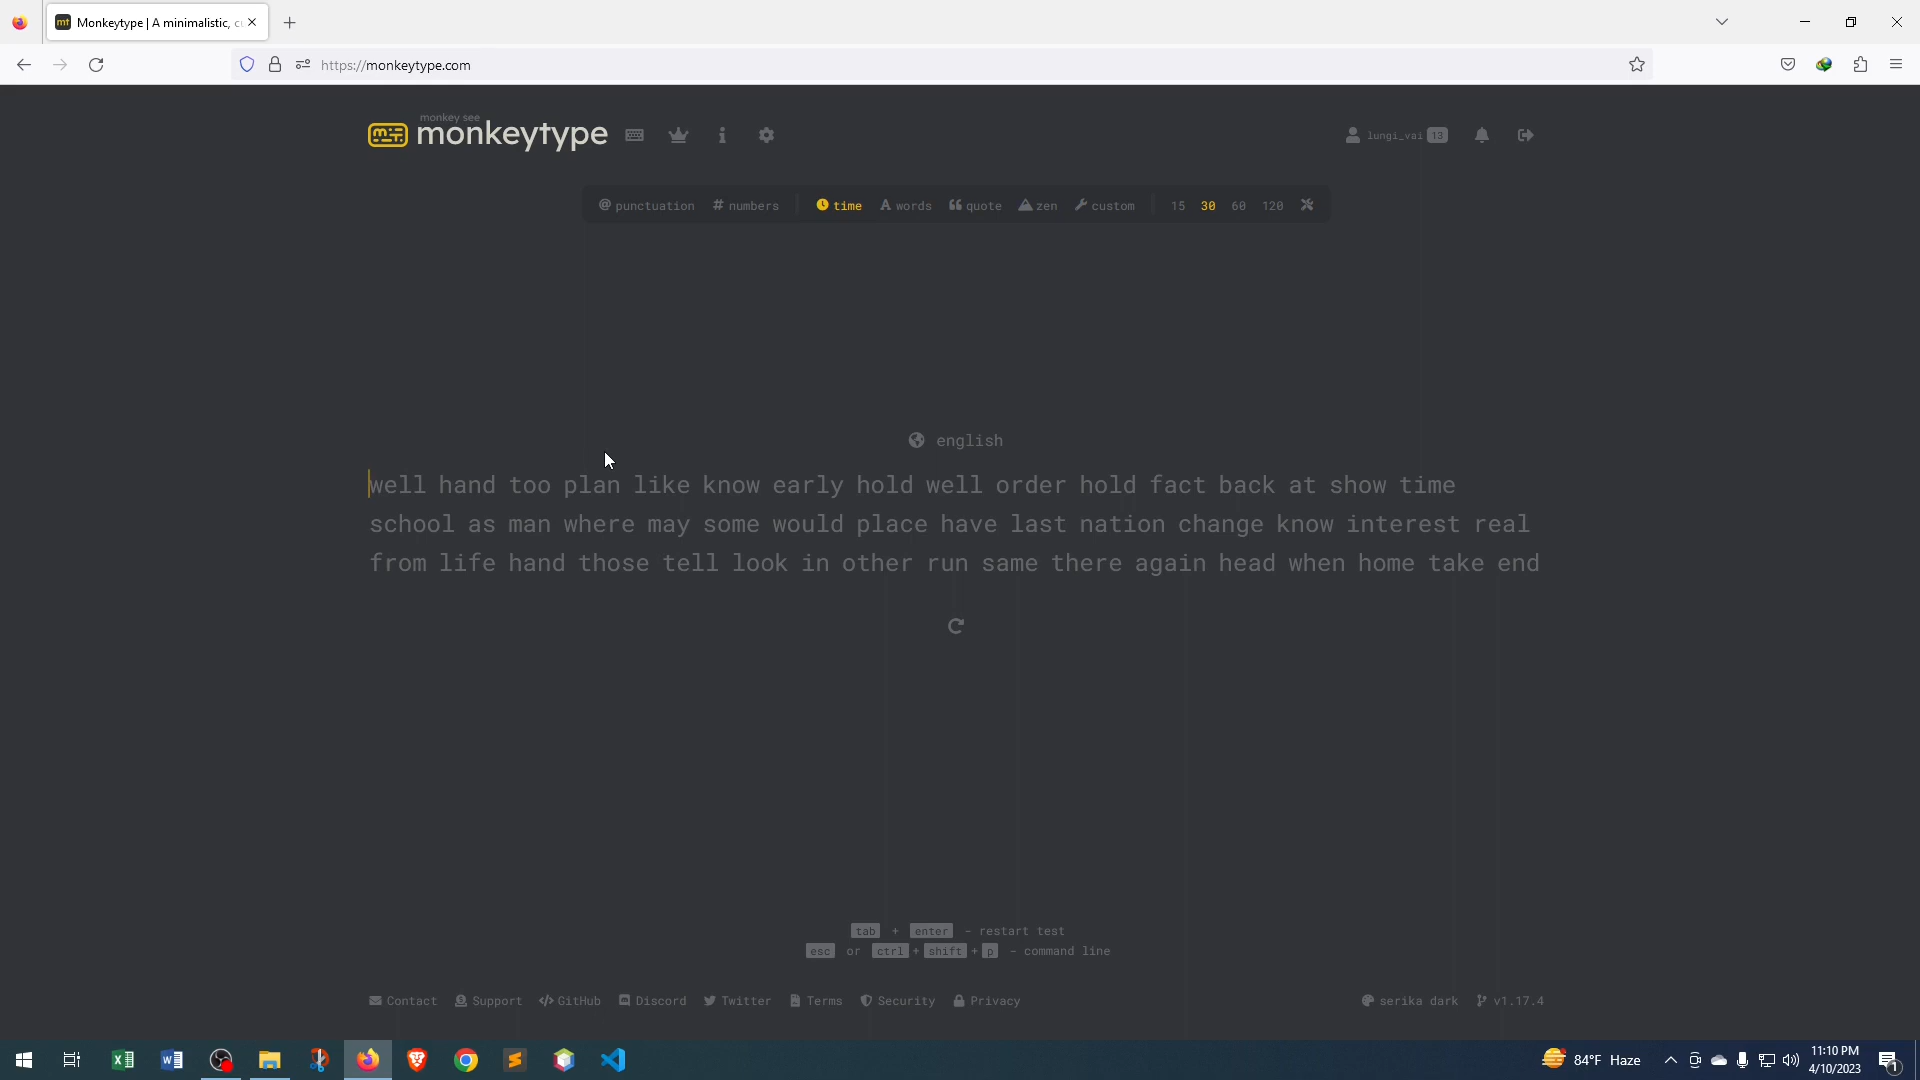 Monkeytype | A minimalistic, c
https://monkeytype.com
monkey see
monkeytype
lungi_vai 13
@ punctuation # numbers time A words quote zen custom 15 30 60 120
english
well hand too plan like know early hold well order hold fact back at show time
school as man where may some would place have last nation change know interest real
from life hand those tell look in other run same there again head when home take end
tab + enter - restart test
esc or ctrl + shift + p - command line
Contact Support GitHub Discord Twitter Terms Security Privacy serika dark v1.17.4
84°F Haze
11:10 PM
4/10/2023
1